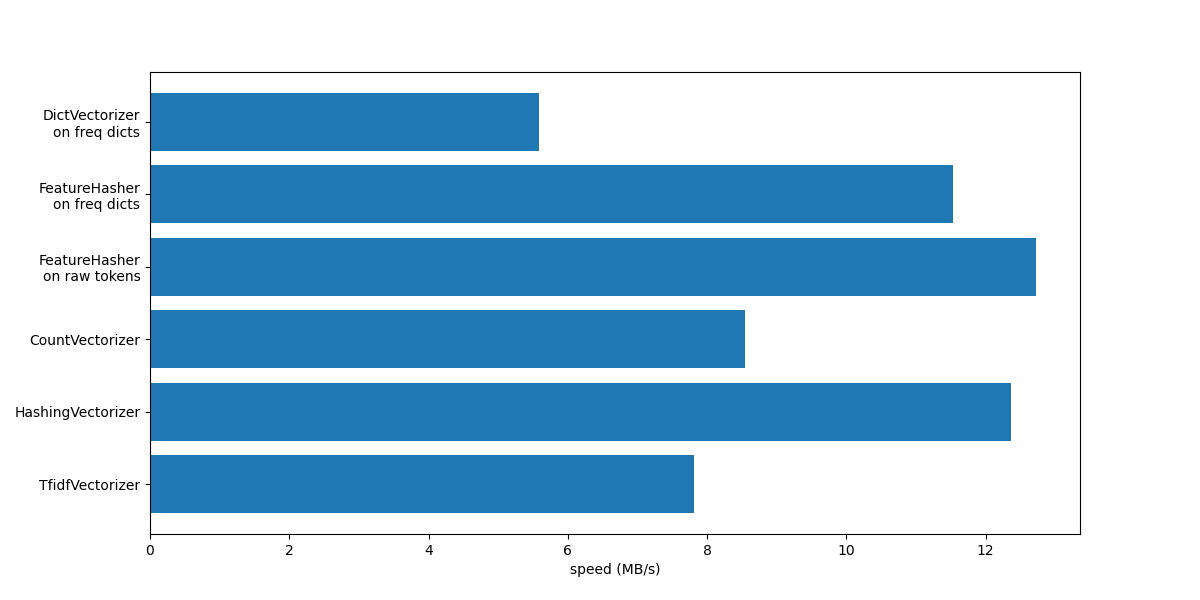 DictVectorizer
on freq dicts
FeatureHasher
on freq dicts
FeatureHasher
on raw tokens
CountVectorizer
HashingVectorizer
TfidfVectorizer
0 2 4 6 8 10 12
speed (MB/s)